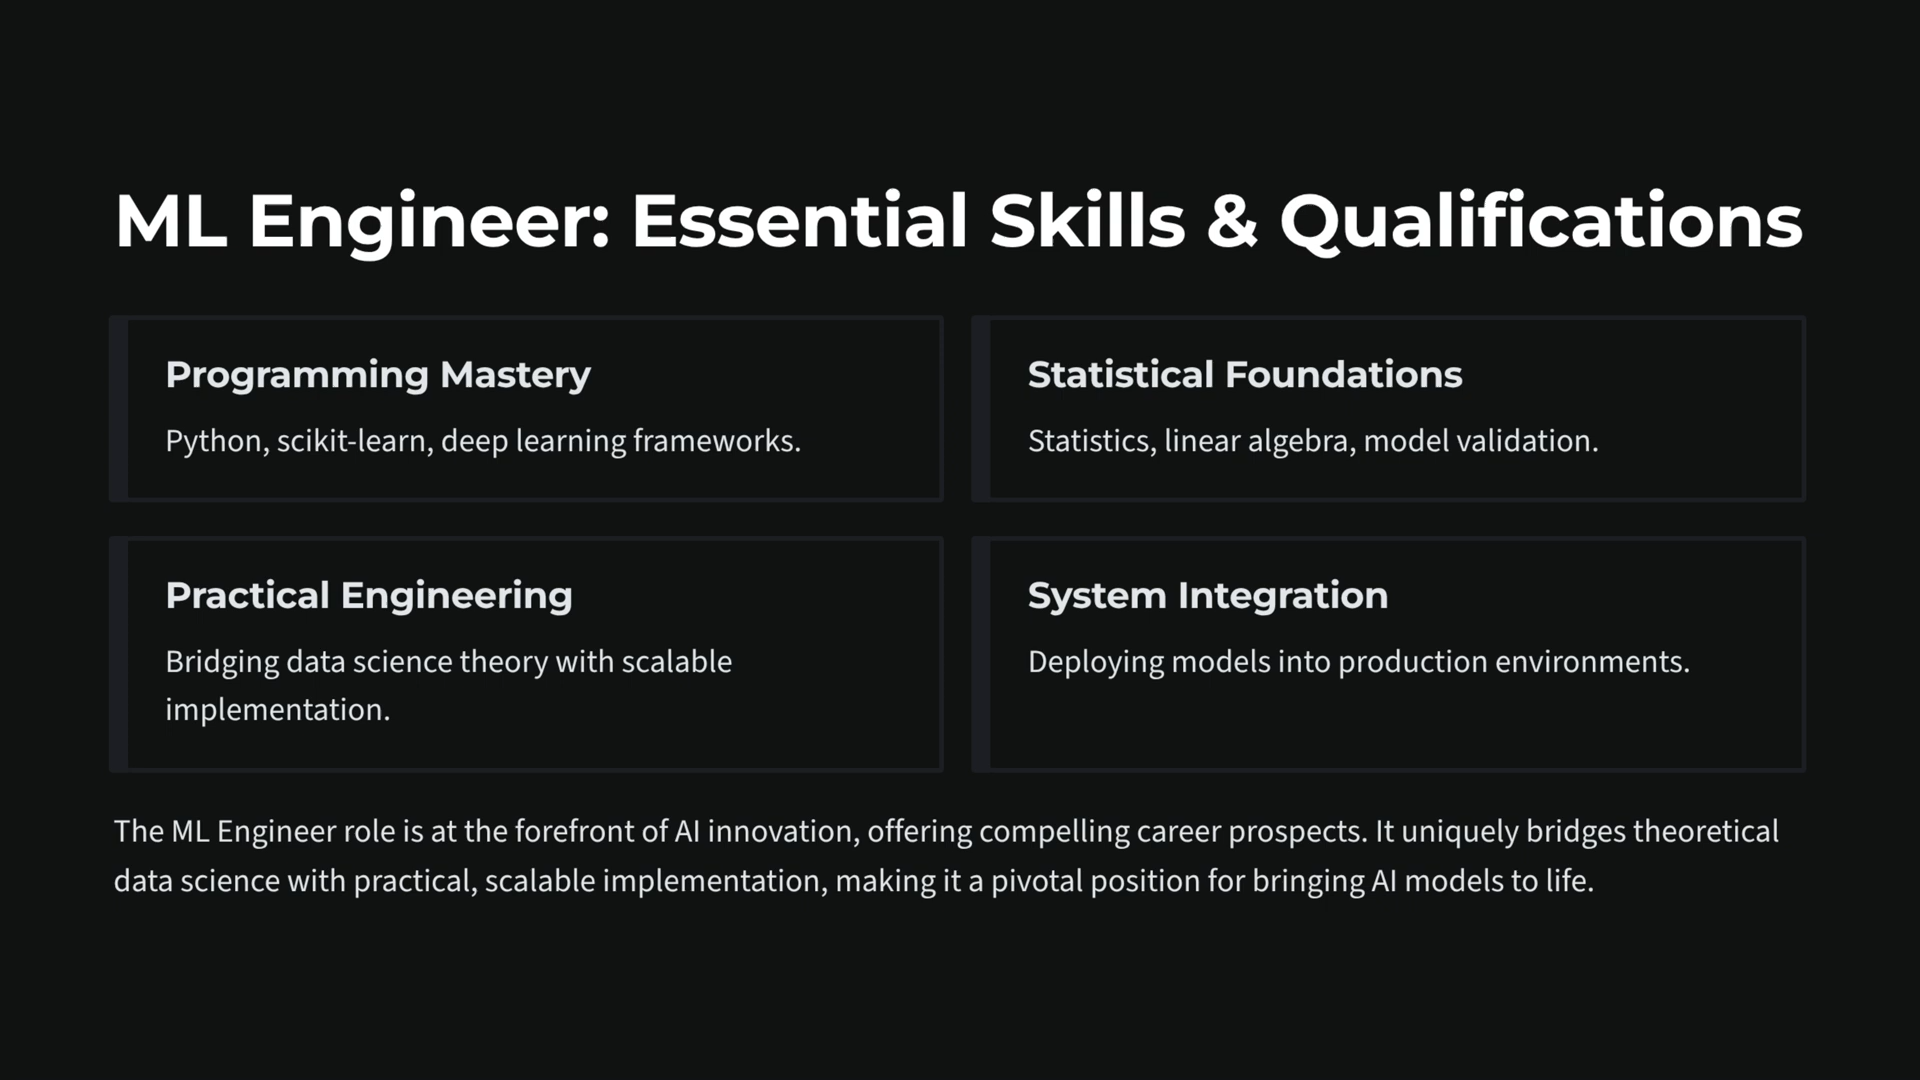 ML Engineer: Essential Skills & Qualifications
Programming Mastery
Python, scikit-learn, deep learning frameworks.
Statistical Foundations
Statistics, linear algebra, model validation.
Practical Engineering
Bridging data science theory with scalable
implementation.
System Integration
Deploying models into production environments.
The ML Engineer role is at the forefront of AI innovation, offering compelling career prospects. It uniquely bridges theoretical
data science with practical, scalable implementation, making it a pivotal position for bringing AI models to life.